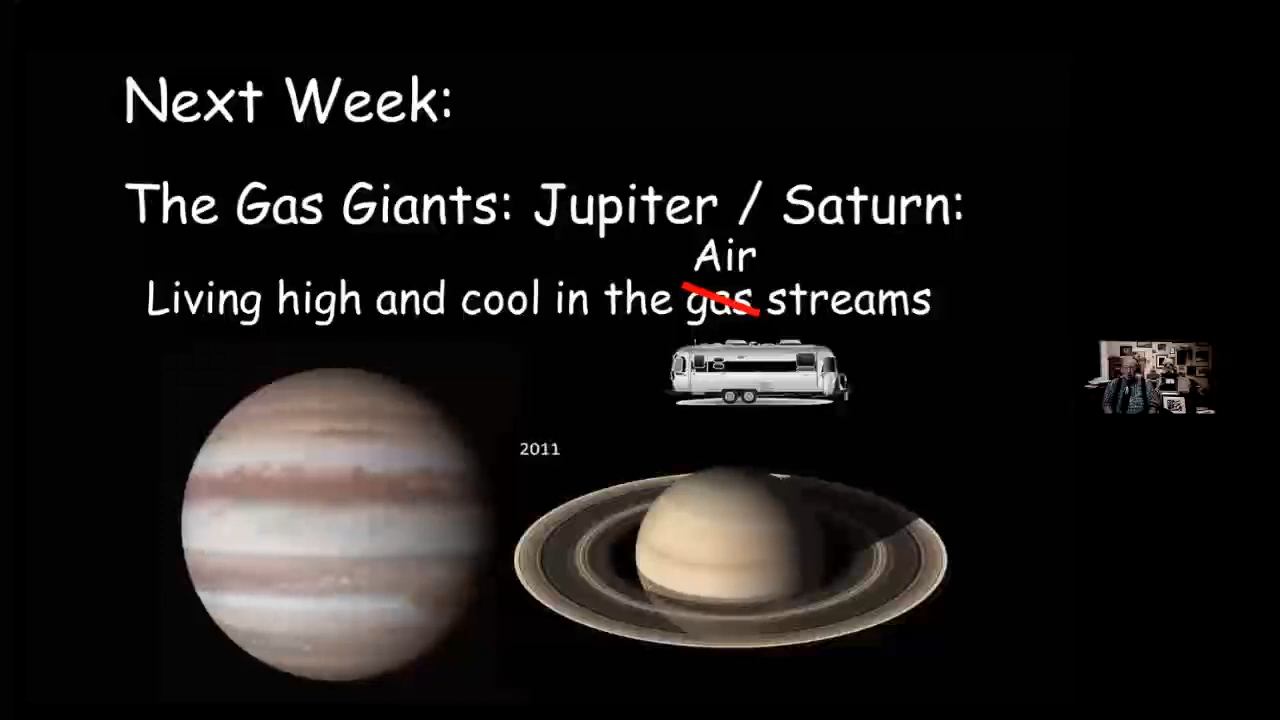 Next Week:
The Gas Giants: Jupiter / Saturn:
Air
Living high and cool in the gas streams
2011